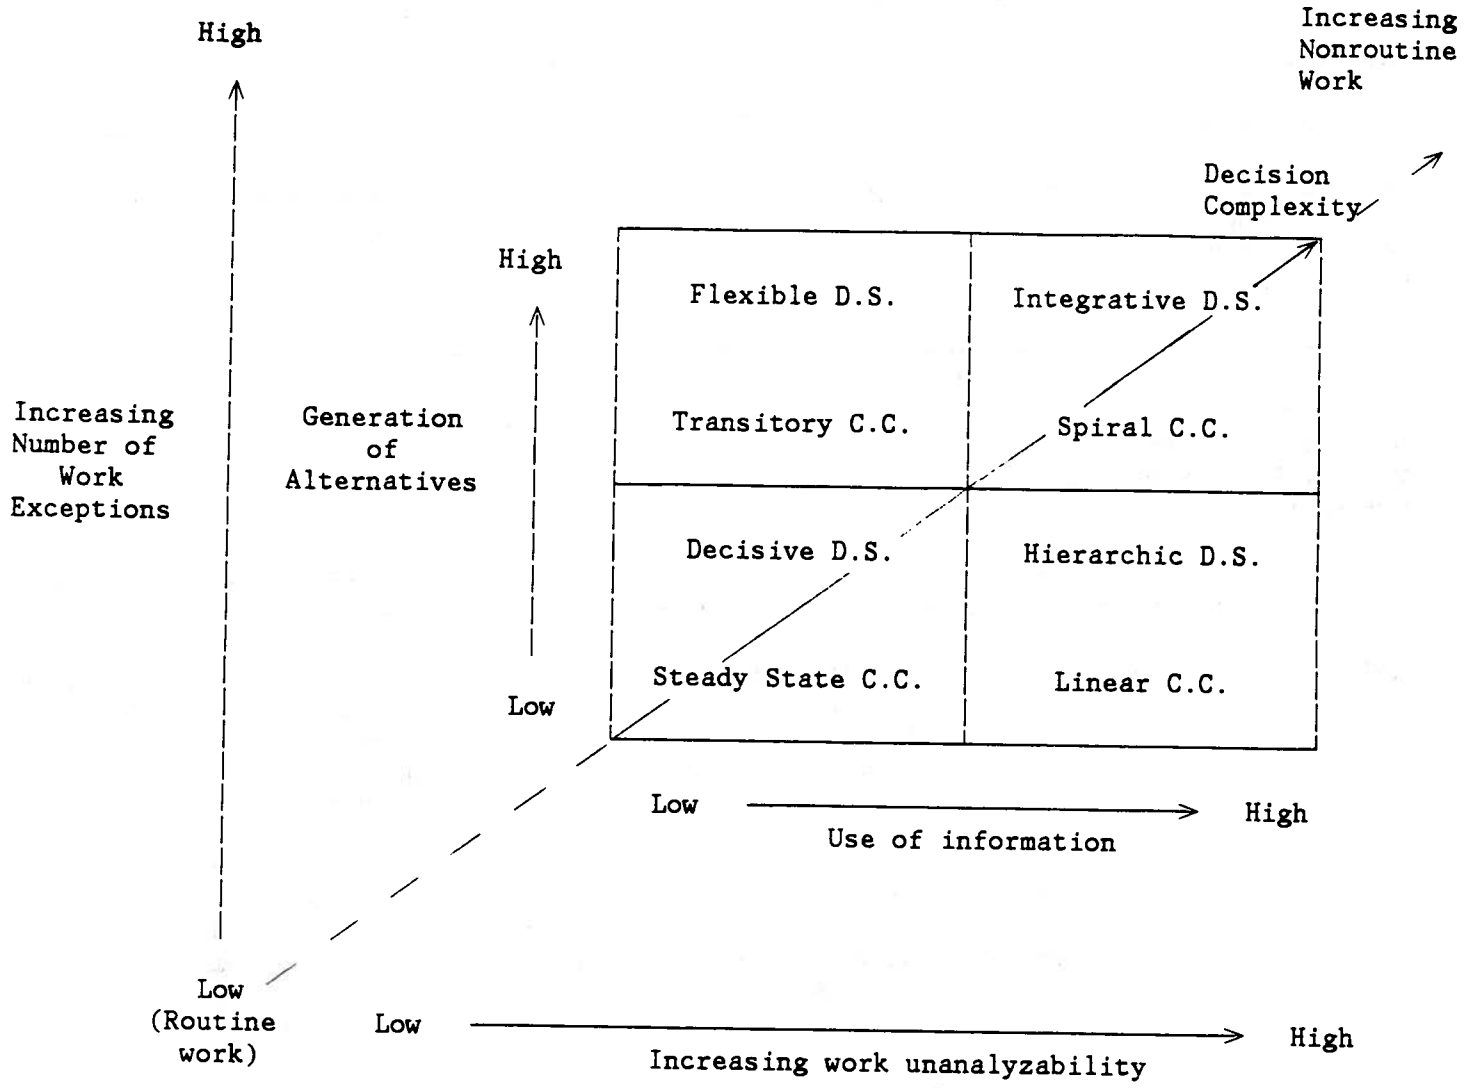 High
Increasing
Nonroutine
Work
Decision
Complexity
High
Flexible D.S.
Integrative D.S.
Increasing
Number of
Work
Exceptions
Generation
of
Alternatives
Transitory C.C.
Spiral C.C.
Decisive D.S.
Hierarchic D.S.
Steady State C.C.
Linear C.C.
Low
Low
High
Use of information
Low
(Routine
work)
Low
High
Increasing work unanalyzability